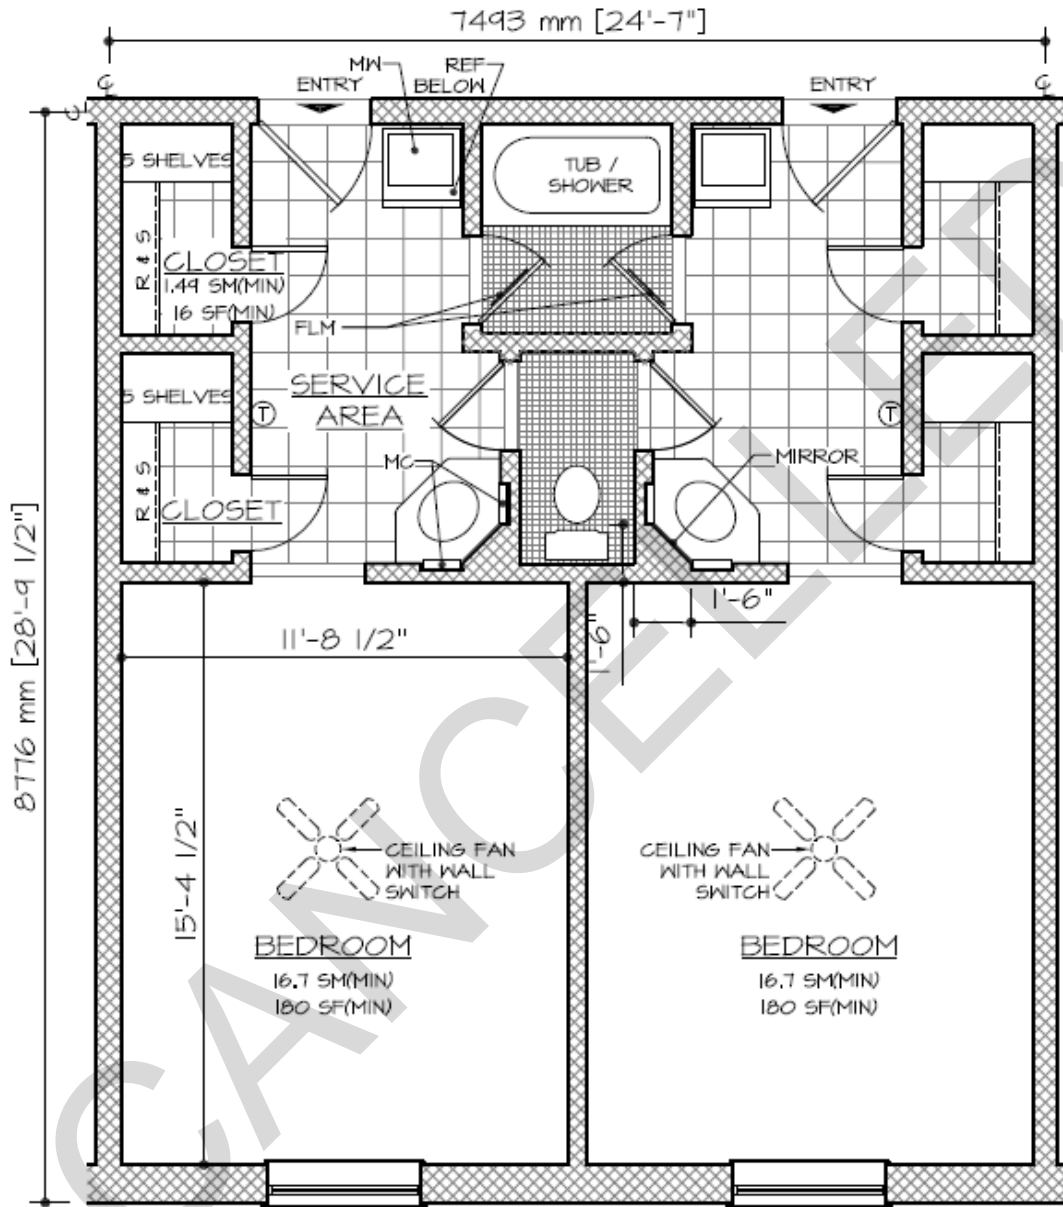 7493 mm [24'-7"]
MW
REF
BELOW
ENTRY
ENTRY
5 SHELVES
TUB /
SHOWER
R & S
CLOSET
1.49 SM(MIN)
16 SF(MIN)
FLM
SERVICE
AREA
5 SHELVES
T
T
MC
MIRROR
R & S
CLOSET
8776 mm [28'-9 1/2"]
1'-6"
11'-8 1/2"
15'-4 1/2"
CEILING FAN
WITH WALL
SWITCH
CEILING FAN
WITH WALL
SWITCH
BEDROOM
16.7 SM(MIN)
180 SF(MIN)
BEDROOM
16.7 SM(MIN)
180 SF(MIN)
CANCELLED